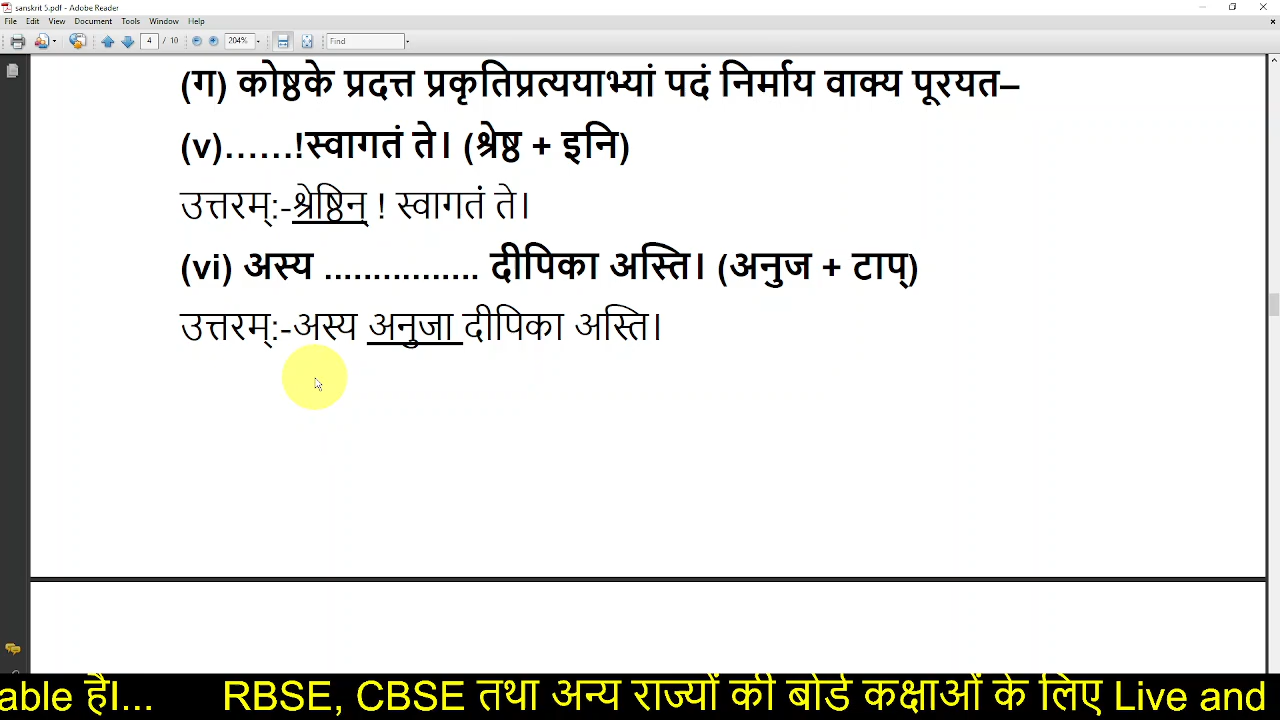 sanskrit 5.pdf - Adobe Reader
File Edit View Document Tools Window Help
4 / 10 204% Find
(ग) कोष्ठके प्रदत्त प्रकृतिप्रत्ययाभ्यां पदं निर्माय वाक्य पूरयत–
(v)......!स्वागतं ते। (श्रेष्ठ + इनि)
उत्तरम्:-श्रेष्ठिन् ! स्वागतं ते।
(vi) अस्य ................ दीपिका अस्ति। (अनुज + टाप्)
उत्तरम्:-अस्य अनुजा दीपिका अस्ति।
able है।... RBSE, CBSE तथा अन्य राज्यों की बोर्ड कक्षाओं के लिए Live and